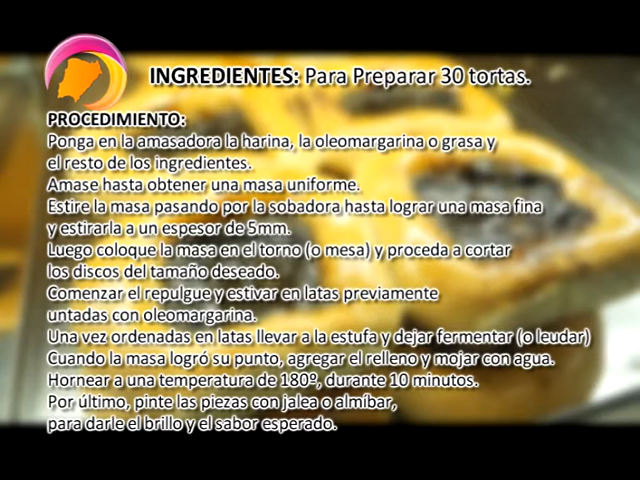 INGREDIENTES: Para Preparar 30 tortas.
PROCEDIMIENTO:
Ponga en la amasadora la harina, la oleomargarina o grasa y
el resto de los ingredientes.
Amase hasta obtener una masa uniforme.
Estire la masa pasando por la sobadora hasta lograr una masa fina
y estirarla a un espesor de 5mm.
Luego coloque la masa en el torno (o mesa) y proceda a cortar
los discos del tamaño deseado.
Comenzar el repulgue y estivar en latas previamente
untadas con oleomargarina.
Una vez ordenadas en latas llevar a la estufa y dejar fermentar (o leudar)
Cuando la masa logró su punto, agregar el relleno y mojar con agua.
Hornear a una temperatura de 180º, durante 10 minutos.
Por último, pinte las piezas con jalea o almíbar,
para darle el brillo y el sabor esperado.